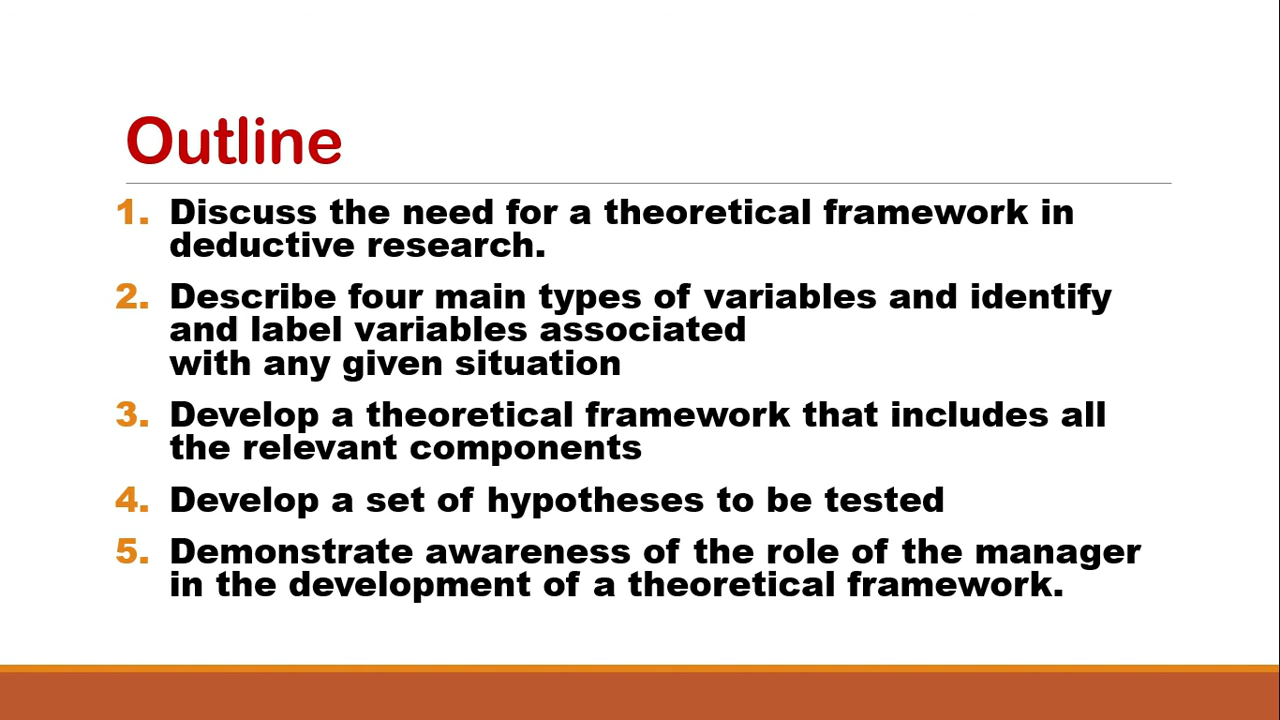 Outline
1. Discuss the need for a theoretical framework in
deductive research.
2. Describe four main types of variables and identify
and label variables associated
with any given situation
3. Develop a theoretical framework that includes all
the relevant components
4. Develop a set of hypotheses to be tested
5. Demonstrate awareness of the role of the manager
in the development of a theoretical framework.